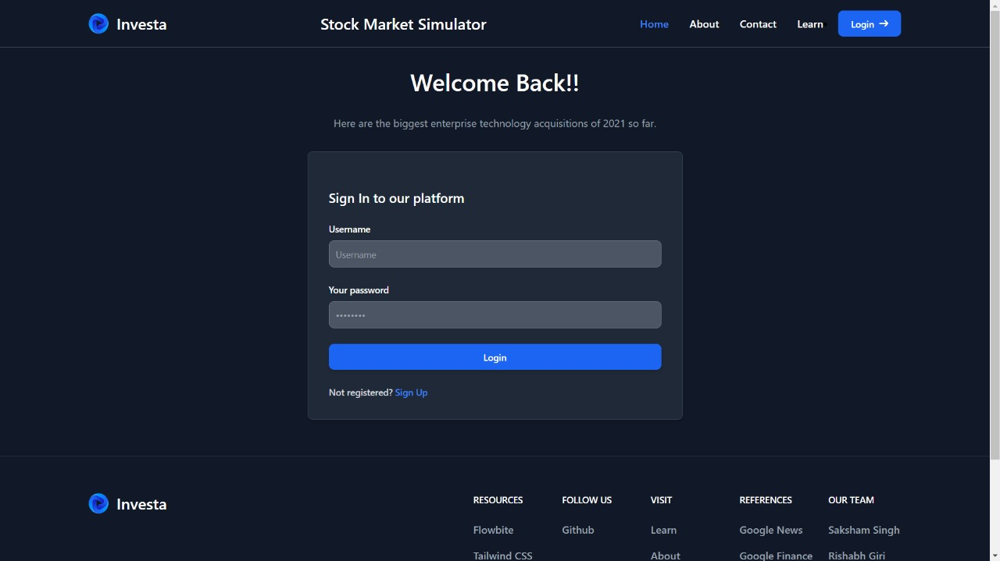 Investa
Stock Market Simulator
Home About Contact Learn Login →
Welcome Back!!
Here are the biggest enterprise technology acquisitions of 2021 so far.
Sign In to our platform
Username
Username
Your password
••••••••
Login
Not registered? Sign Up
Investa
RESOURCES FOLLOW US VISIT REFERENCES OUR TEAM
Flowbite Github Learn Google News Saksham Singh
Tailwind CSS About Google Finance Rishabh Giri